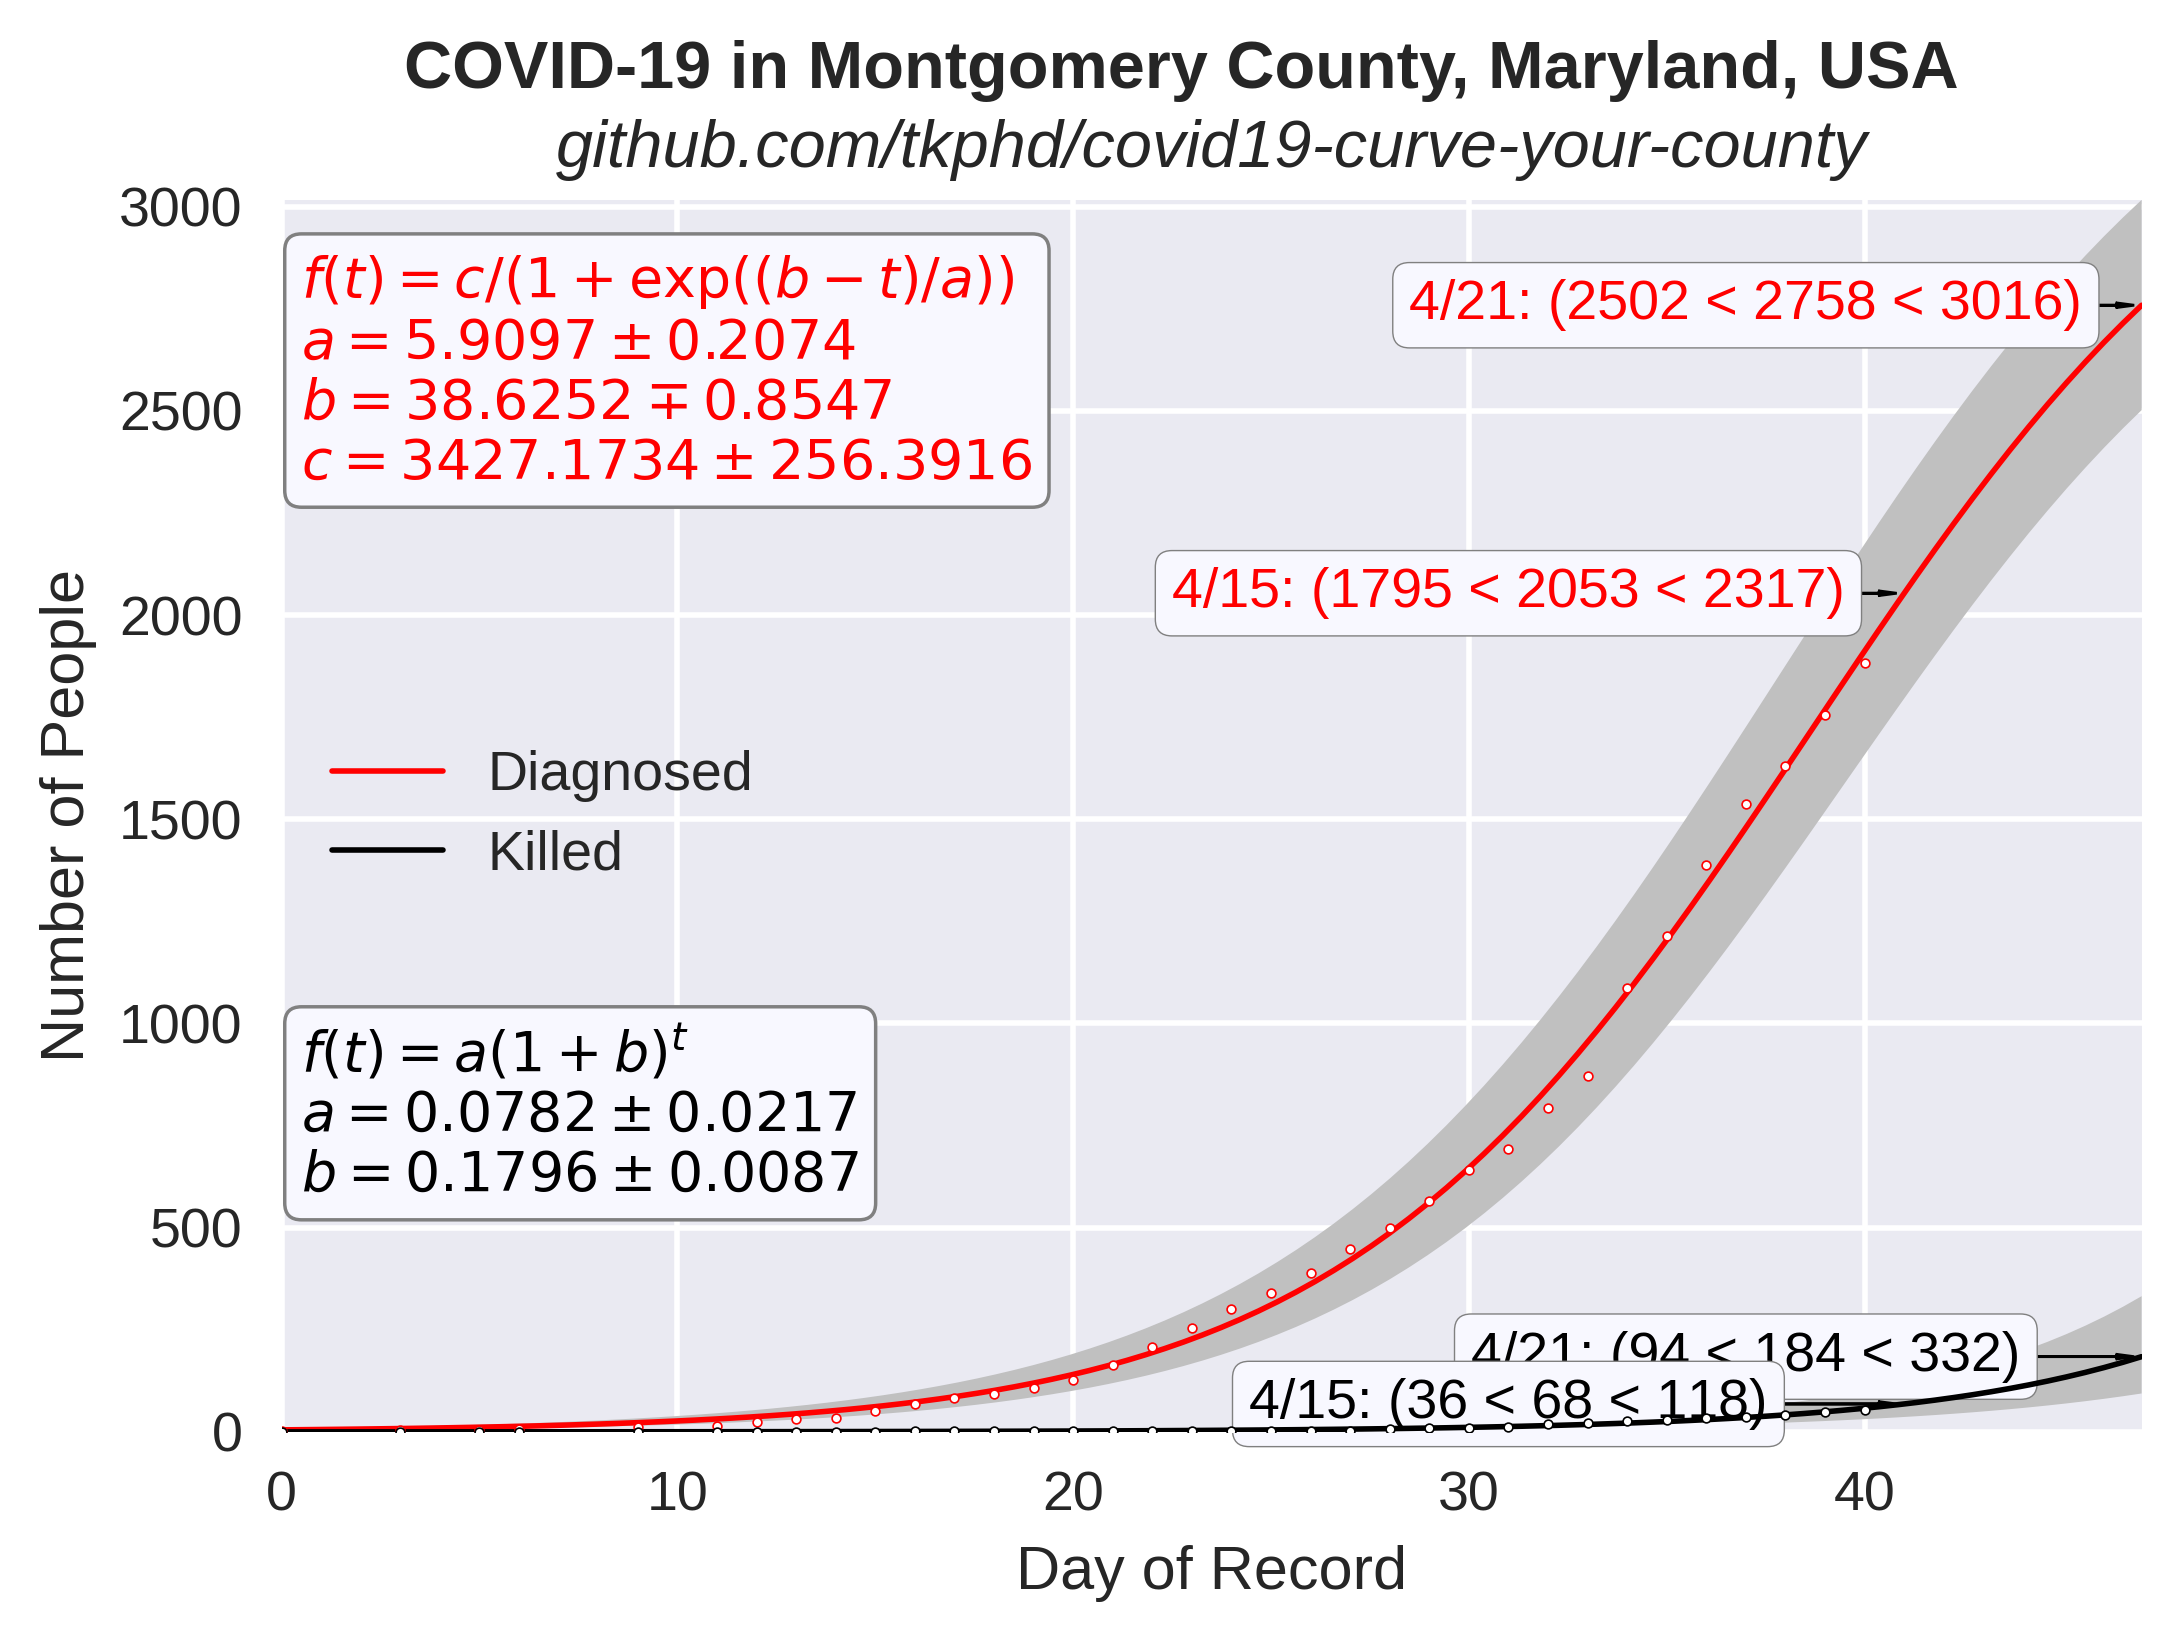 COVID-19 in Montgomery County, Maryland, USA
github.com/tkphd/covid19-curve-your-county
3000
2500
2000
1500
1000
500
0
Number of People
f(t) = c/(1 + exp((b − t)/a))
a = 5.9097 ± 0.2074
b = 38.6252 ∓ 0.8547
c = 3427.1734 ± 256.3916
4/21: (2502 < 2758 < 3016)
4/15: (1795 < 2053 < 2317)
Diagnosed
Killed
f(t) = a(1 + b)^t
a = 0.0782 ± 0.0217
b = 0.1796 ± 0.0087
4/21: (94 < 184 < 332)
4/15: (36 < 68 < 118)
0
10
20
30
40
Day of Record